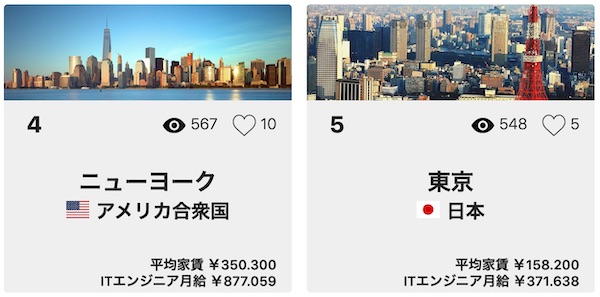 4 567 10
ニューヨーク
アメリカ合衆国
平均家賃 ¥350.300
ITエンジニア月給 ¥877.059
5 548 5
東京
日本
平均家賃 ¥158.200
ITエンジニア月給 ¥371.638